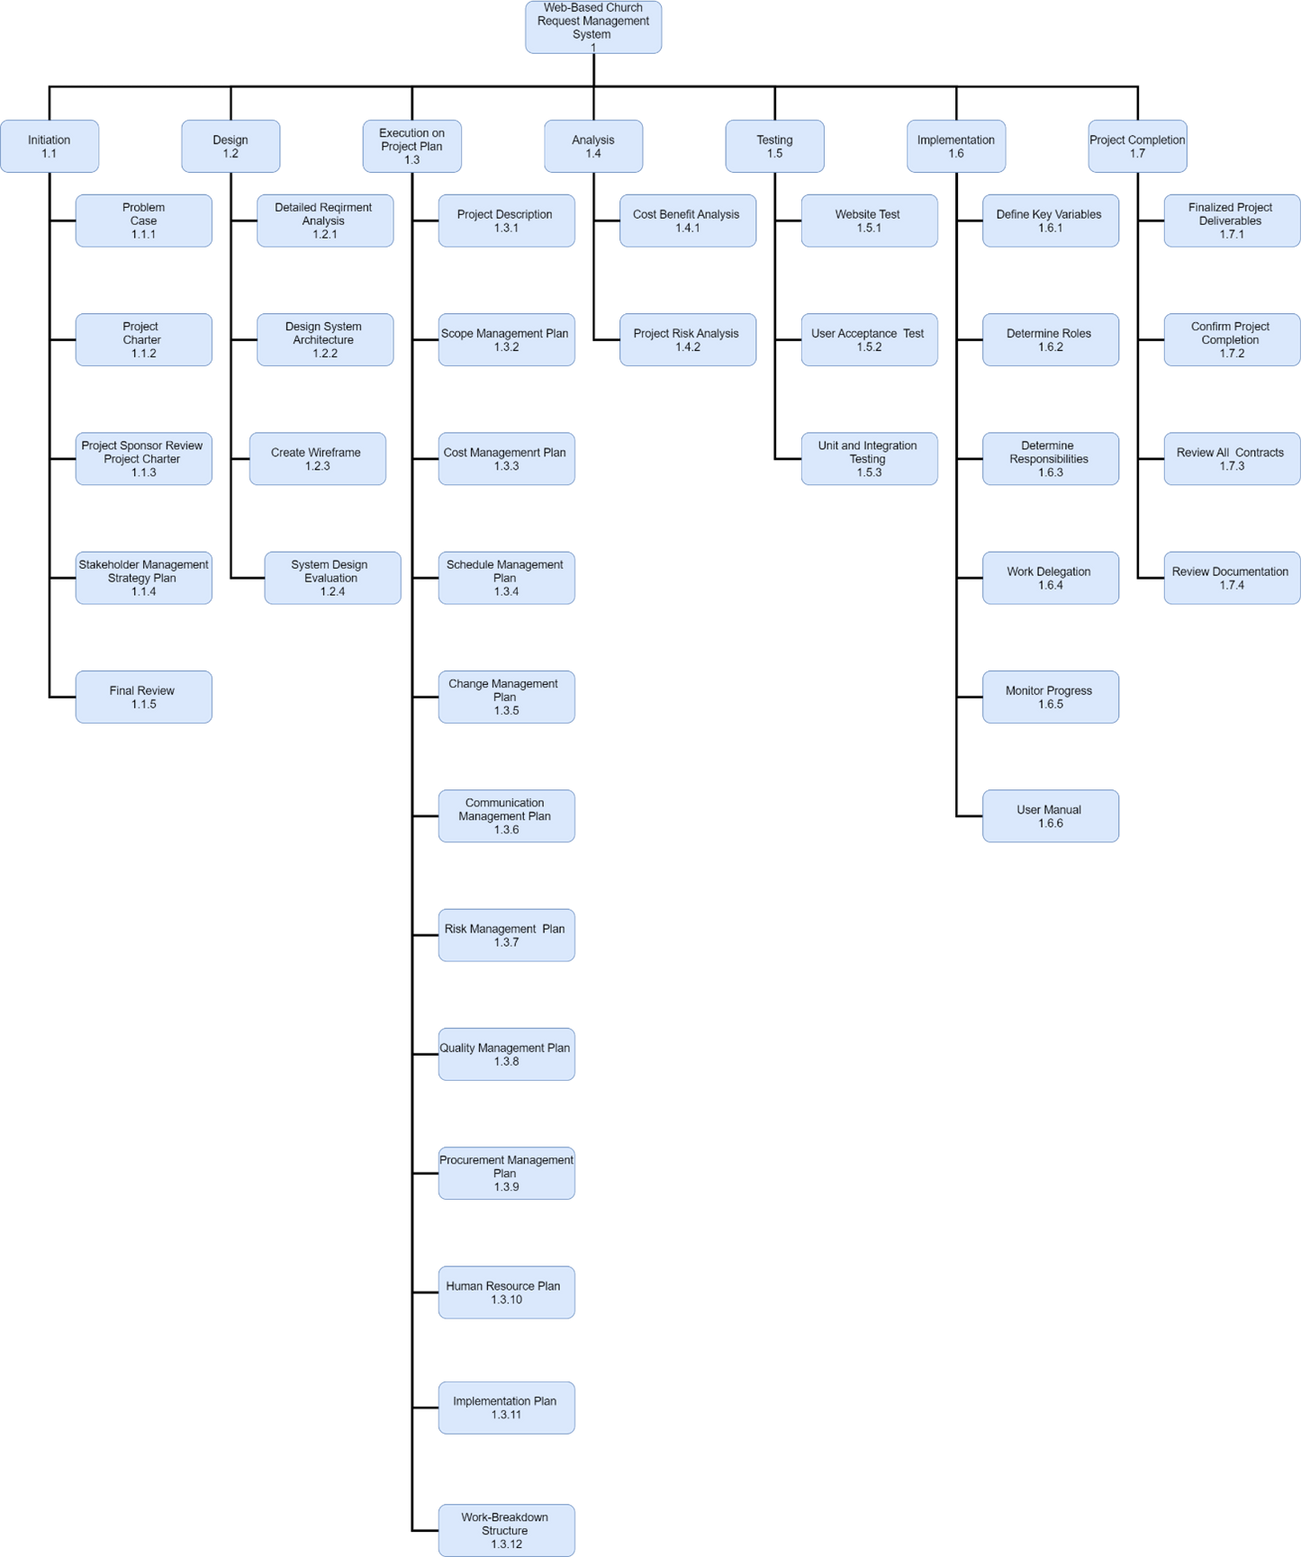 Web-Based Church
Request Management
System
1
Initiation
1.1
Design
1.2
Execution on
Project Plan
1.3
Analysis
1.4
Testing
1.5
Implementation
1.6
Project Completion
1.7
Problem
Case
1.1.1
Project
Charter
1.1.2
Project Sponsor Review
Project Charter
1.1.3
Stakeholder Management
Strategy Plan
1.1.4
Final Review
1.1.5
Detailed Reqirment
Analysis
1.2.1
Design System
Architecture
1.2.2
Create Wireframe
1.2.3
System Design
Evaluation
1.2.4
Project Description
1.3.1
Scope Management Plan
1.3.2
Cost Managemenrt Plan
1.3.3
Schedule Management
Plan
1.3.4
Change Management
Plan
1.3.5
Communication
Management Plan
1.3.6
Risk Management  Plan
1.3.7
Quality Management Plan
1.3.8
Procurement Management
Plan
1.3.9
Human Resource Plan
1.3.10
Implementation Plan
1.3.11
Work-Breakdown
Structure
1.3.12
Cost Benefit Analysis
1.4.1
Project Risk Analysis
1.4.2
Website Test
1.5.1
User Acceptance  Test
1.5.2
Unit and Integration
Testing
1.5.3
Define Key Variables
1.6.1
Determine Roles
1.6.2
Determine
Responsibilities
1.6.3
Work Delegation
1.6.4
Monitor Progress
1.6.5
User Manual
1.6.6
Finalized Project
Deliverables
1.7.1
Confirm Project
Completion
1.7.2
Review All  Contracts
1.7.3
Review Documentation
1.7.4